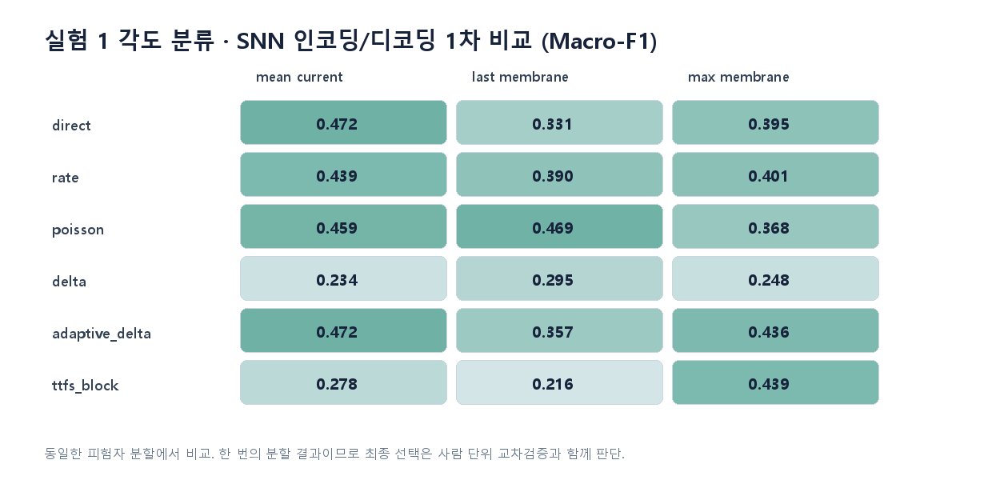 실험 1 각도 분류 · SNN 인코딩/디코딩 1차 비교 (Macro-F1)
mean current last membrane max membrane
direct 0.472 0.331 0.395
rate 0.439 0.390 0.401
poisson 0.459 0.469 0.368
delta 0.234 0.295 0.248
adaptive_delta 0.472 0.357 0.436
ttfs_block 0.278 0.216 0.439
동일한 피험자 분할에서 비교. 한 번의 분할 결과이므로 최종 선택은 사람 단위 교차검증과 함께 판단.